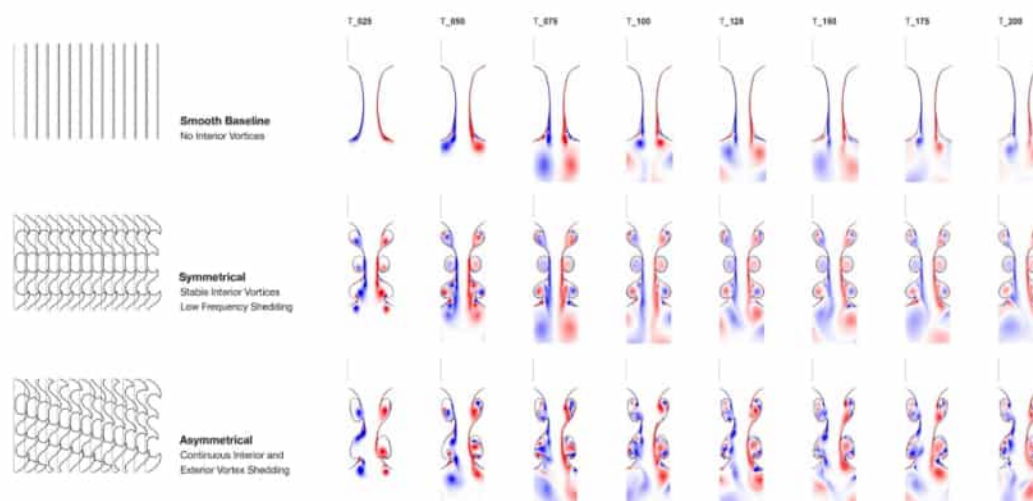 T_025 T_050 T_075 T_100 T_125 T_150 T_175 T_200
Smooth Baseline
No Interior Vortices
Symmetrical
Stable Interior Vortices
Low Frequency Shedding
Asymmetrical
Continuous Interior and
Exterior Vortex Shedding